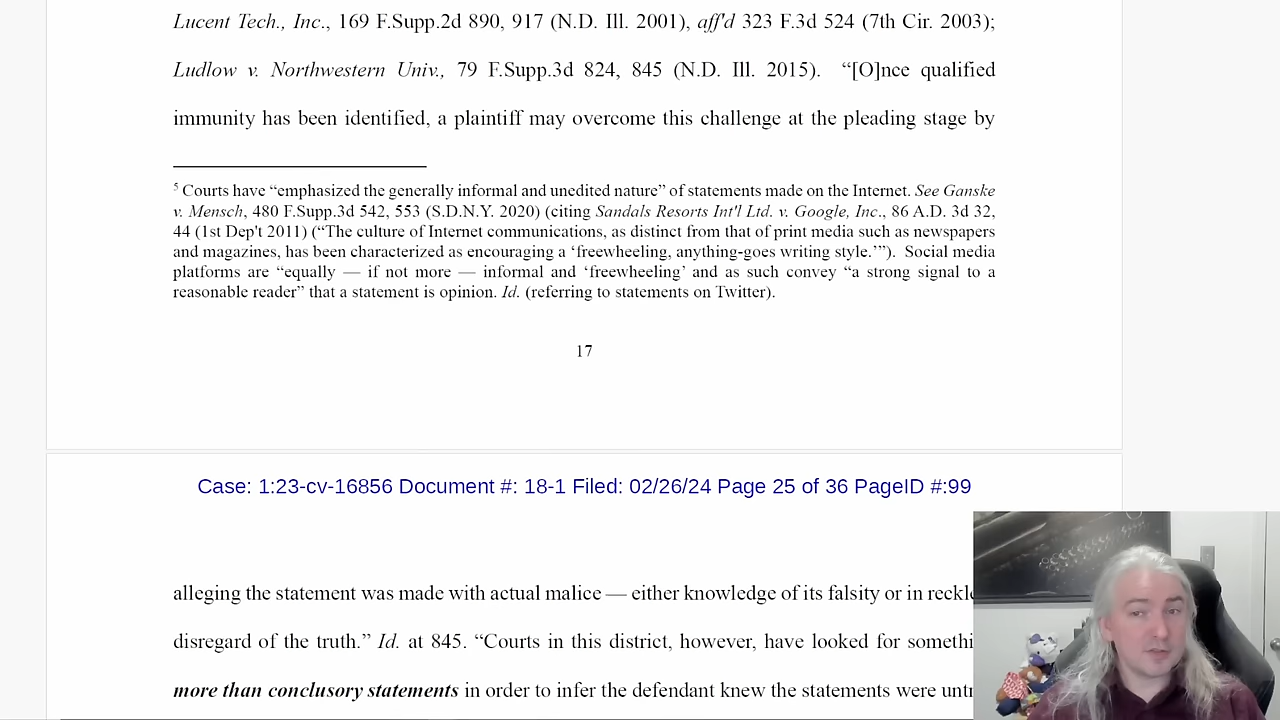 Lucent Tech., Inc., 169 F.Supp.2d 890, 917 (N.D. Ill. 2001), aff'd 323 F.3d 524 (7th Cir. 2003);
Ludlow v. Northwestern Univ., 79 F.Supp.3d 824, 845 (N.D. Ill. 2015). “[O]nce qualified
immunity has been identified, a plaintiff may overcome this challenge at the pleading stage by
5 Courts have “emphasized the generally informal and unedited nature” of statements made on the Internet. See Ganske
v. Mensch, 480 F.Supp.3d 542, 553 (S.D.N.Y. 2020) (citing Sandals Resorts Int'l Ltd. v. Google, Inc., 86 A.D. 3d 32,
44 (1st Dep't 2011) (“The culture of Internet communications, as distinct from that of print media such as newspapers
and magazines, has been characterized as encouraging a ‘freewheeling, anything-goes writing style.’”). Social media
platforms are “equally — if not more — informal and ‘freewheeling’ and as such convey “a strong signal to a
reasonable reader” that a statement is opinion. Id. (referring to statements on Twitter).
17
Case: 1:23-cv-16856 Document #: 18-1 Filed: 02/26/24 Page 25 of 36 PageID #:99
alleging the statement was made with actual malice — either knowledge of its falsity or in
disregard of the truth.” Id. at 845. “Courts in this district, however, have looked for
more than conclusory statements in order to infer the defendant knew the statements were